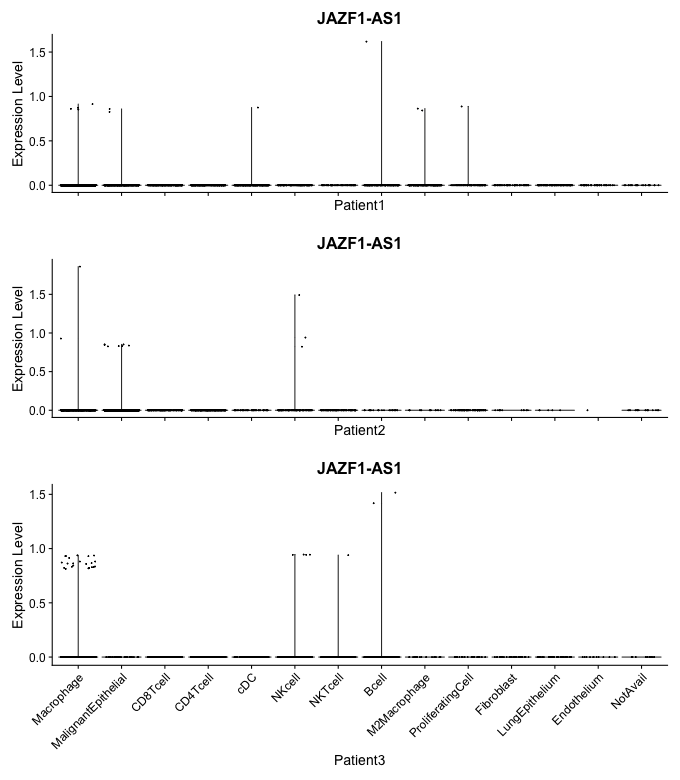 JAZF1-AS1
Expression Level
1.5
1.0
0.5
0.0
Patient1
JAZF1-AS1
Expression Level
1.5
1.0
0.5
0.0
Patient2
JAZF1-AS1
Expression Level
1.5
1.0
0.5
0.0
Macrophage
MalignantEpithelial
CD8Tcell
CD4Tcell
cDC
NKcell
NKTcell
Bcell
M2Macrophage
ProliferatingCell
Fibroblast
LungEpithelium
Endothelium
NotAvail
Patient3